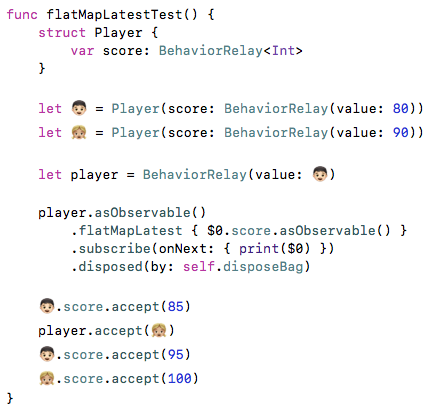 func flatMapLatestTest() {
    struct Player {
        var score: BehaviorRelay<Int>
    }

    let 👦🏻 = Player(score: BehaviorRelay(value: 80))
    let 👧🏼 = Player(score: BehaviorRelay(value: 90))

    let player = BehaviorRelay(value: 👦🏻)

    player.asObservable()
        .flatMapLatest { $0.score.asObservable() }
        .subscribe(onNext: { print($0) })
        .disposed(by: self.disposeBag)

    👦🏻.score.accept(85)
    player.accept(👧🏼)
    👦🏻.score.accept(95)
    👧🏼.score.accept(100)
}